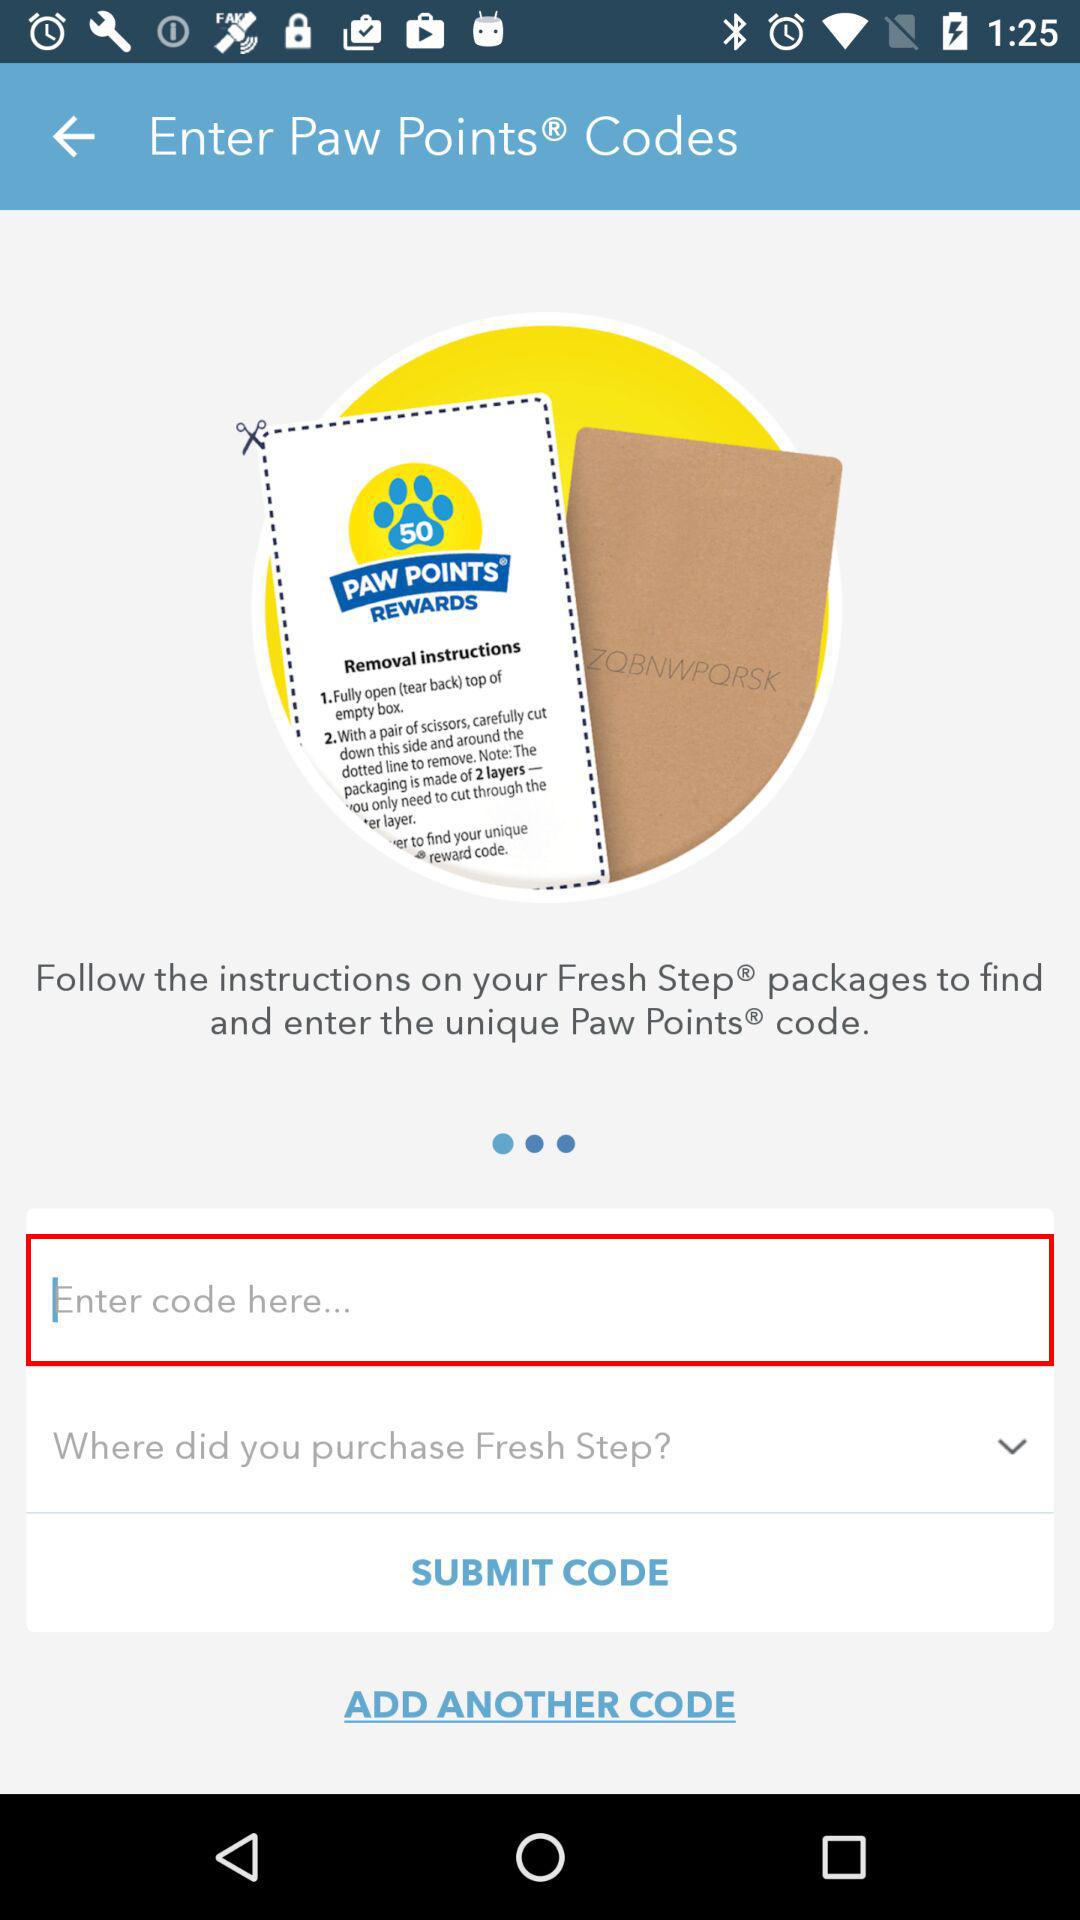 FAKE
1:25
Enter Paw Points® Codes
50
PAW POINTS®
REWARDS
Removal instructions
1. Fully open (tear back) top of
empty box.
2. With a pair of scissors, carefully cut
down this side and around the
dotted line to remove. Note: The
packaging is made of 2 layers —
you only need to cut through the
ter layer.
er to find your unique
® reward code.
ZQBNWPQRSK
Follow the instructions on your Fresh Step® packages to find
and enter the unique Paw Points® code.
Enter code here...
Where did you purchase Fresh Step?
SUBMIT CODE
ADD ANOTHER CODE